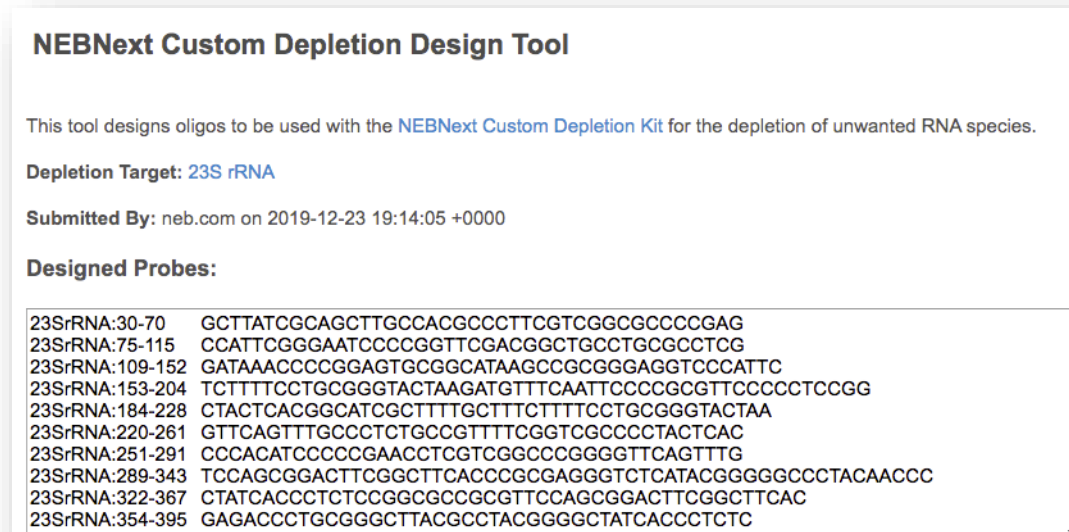 NEBNext Custom Depletion Design Tool
This tool designs oligos to be used with the NEBNext Custom Depletion Kit for the depletion of unwanted RNA species.
Depletion Target: 23S rRNA
Submitted By: neb.com on 2019-12-23 19:14:05 +0000
Designed Probes:
23SrRNA:30-70 GCTTATCGCAGCTTGCCACGCCCTTCGTCGGCGCCCCGAG
23SrRNA:75-115 CCATTCGGGAATCCCCGGTTCGACGGCTGCCTGCGCCTCG
23SrRNA:109-152 GATAAACCCCGGAGTGCGGCATAAGCCGCGGGAGGTCCCATTC
23SrRNA:153-204 TCTTTTCCTGCGGGTACTAAGATGTTTCAATTCCCCGCGTTCCCCCTCCGG
23SrRNA:184-228 CTACTCACGGCATCGCTTTTGCTTTCTTTTCCTGCGGGTACTAA
23SrRNA:220-261 GTTCAGTTTGCCCTCTGCCGTTTTCGGTCGCCCCTACTCAC
23SrRNA:251-291 CCCACATCCCCCGAACCTCGTCGGCCCGGGGTTCAGTTTG
23SrRNA:289-343 TCCAGCGGACTTCGGCTTCACCCGCGAGGGTCTCATACGGGGGCCCTACAACCC
23SrRNA:322-367 CTATCACCCTCTCCGGCGCCGCGTTCCAGCGGACTTCGGCTTCAC
23SrRNA:354-395 GAGACCCTGCGGGCTTACGCCTACGGGGCTATCACCCTCTC